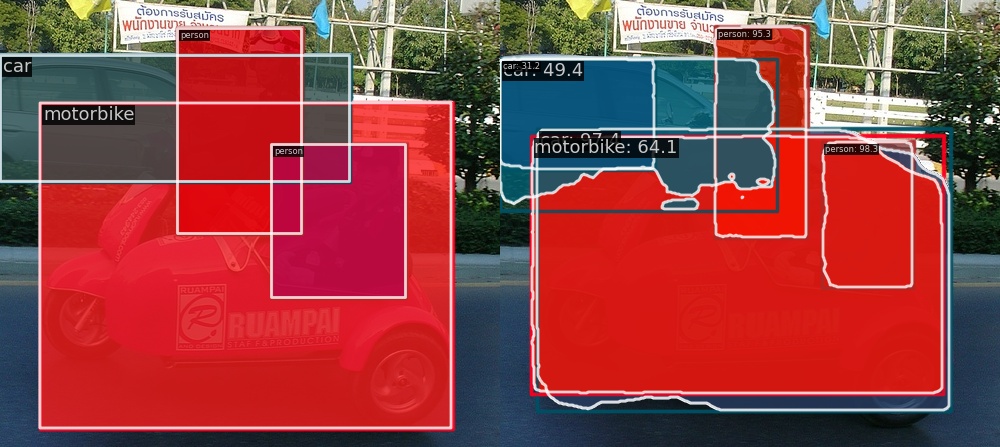 ต้องการรับสมัคร
พนักงานขาย จำนว
person
car
motorbike
person
RUAMPAI
R
RUAMPAI
STAFF&PRODUCTION
ต้องการรับสมัคร
พนักงานขาย จำนว
person: 95.3
car: 31.2
car: 49.4
car: 97.4
motorbike: 64.1
person: 98.3